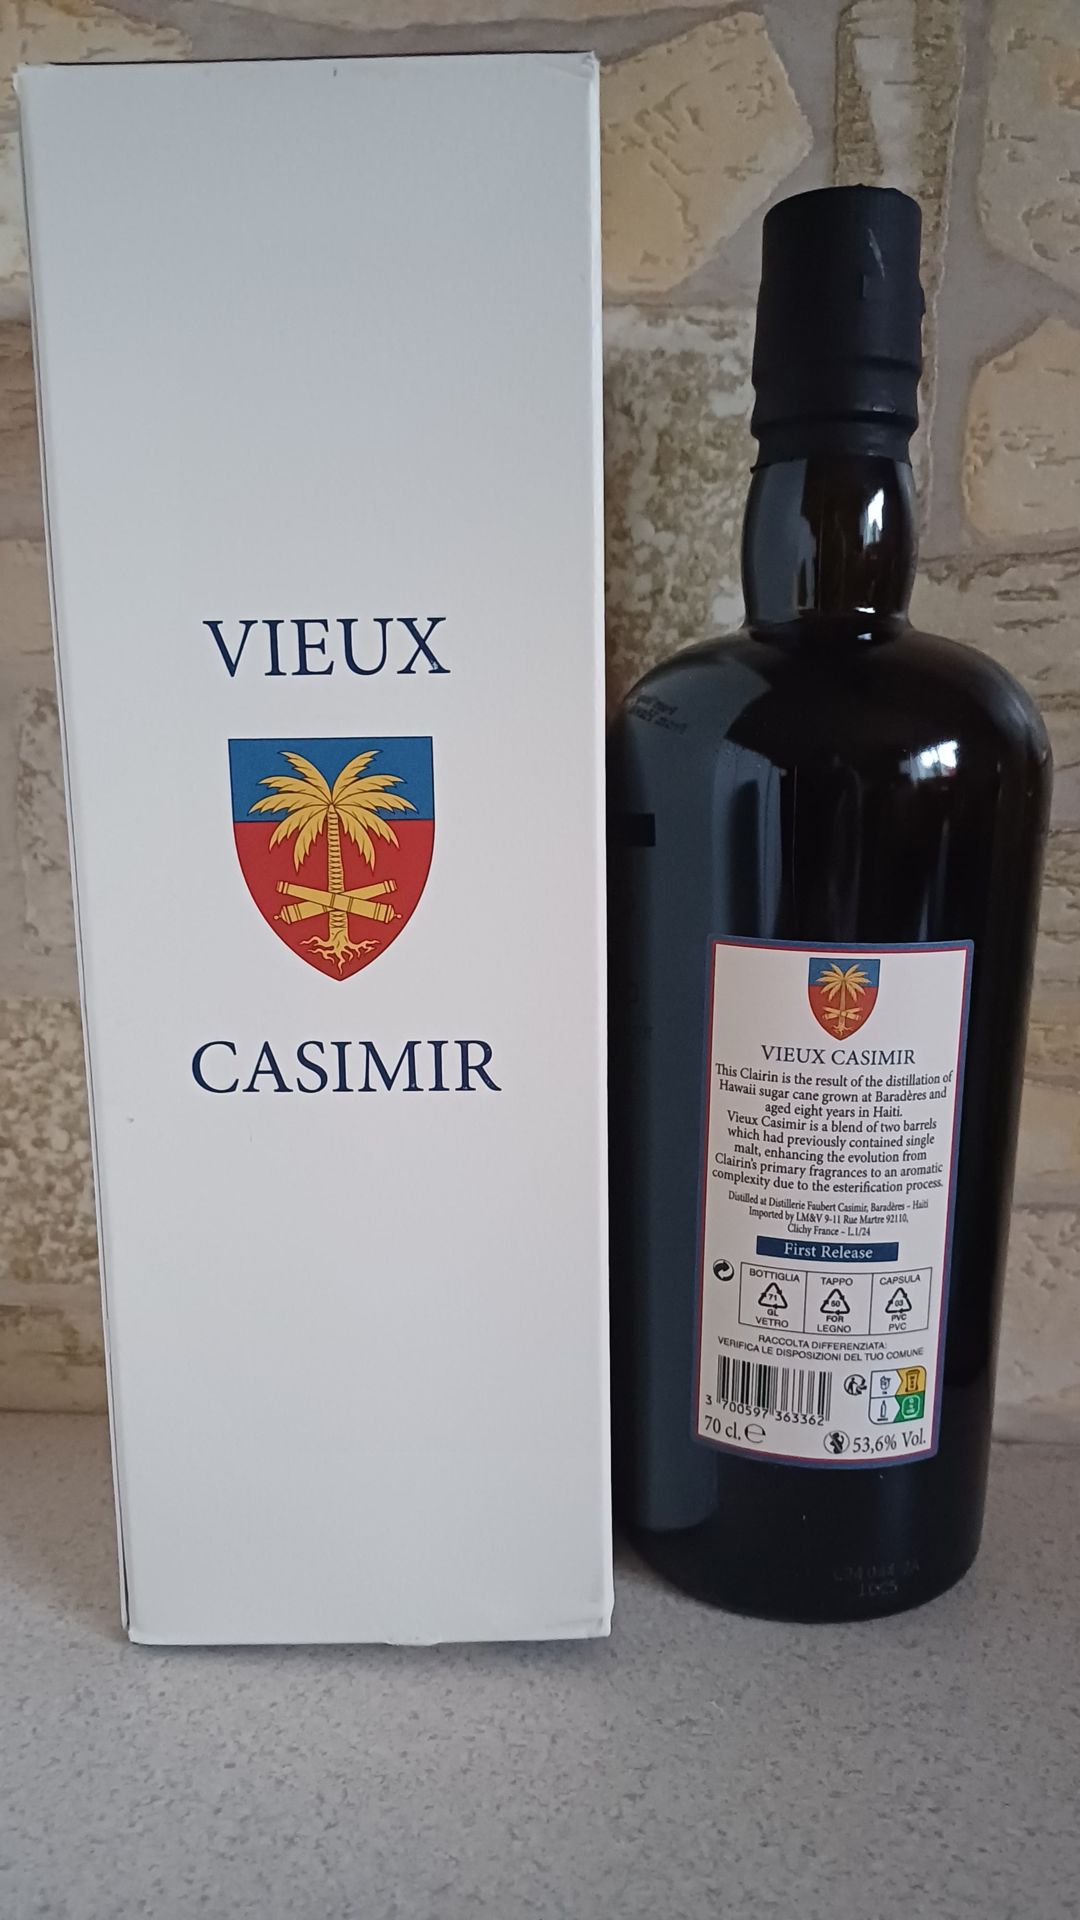 VIEUX
CASIMIR
VIEUX CASIMIR
This Clairin is the result of the distillation of
Hawaii sugar cane grown at Baradères and
aged eight years in Haiti.
Vieux Casimir is a blend of two barrels
which had previously contained single
malt, enhancing the evolution from
Clairin's primary fragrances to an aromatic
complexity due to the esterification process.
Distilled at Distillerie Faubert Casimir, Baradères - Haiti
Imported by LM&V 9-11 Rue Martre 92110,
Clichy France - L.1/24
First Release
BOTTIGLIA TAPPO CAPSULA
71 50 03
GL FOR PVC
VETRO LEGNO PVC
RACCOLTA DIFFERENZIATA:
VERIFICA LE DISPOSIZIONI DEL TUO COMUNE
3 700597 363362
70 cl. e 53,6% Vol.